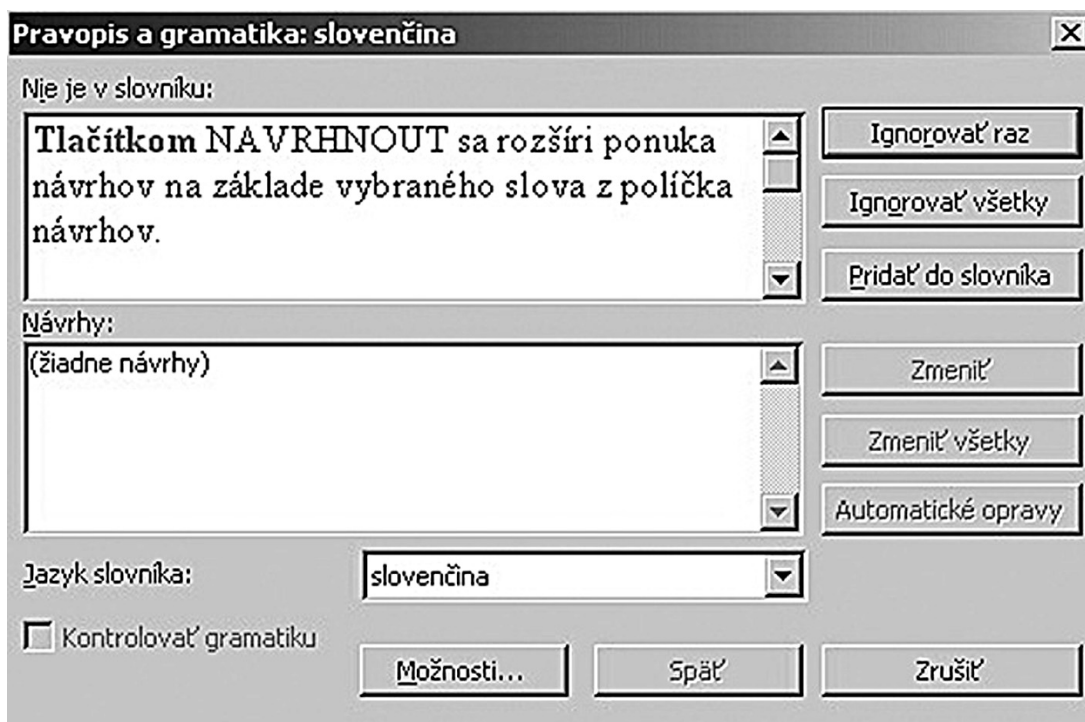 Pravopis a gramatika: slovenčina
Nie je v slovníku:
Tlačítkom NAVRHNOUT sa rozšíri ponuka
návrhov na základe vybraného slova z políčka
návrhov.
Ignorovať raz
Ignorovať všetky
Pridať do slovníka
Návrhy:
(žiadne návrhy)
Zmeniť
Zmeniť všetky
Automatické opravy
Jazyk slovníka:
slovenčina
Kontrolovať gramatiku
Možnosti...
Späť
Zrušiť